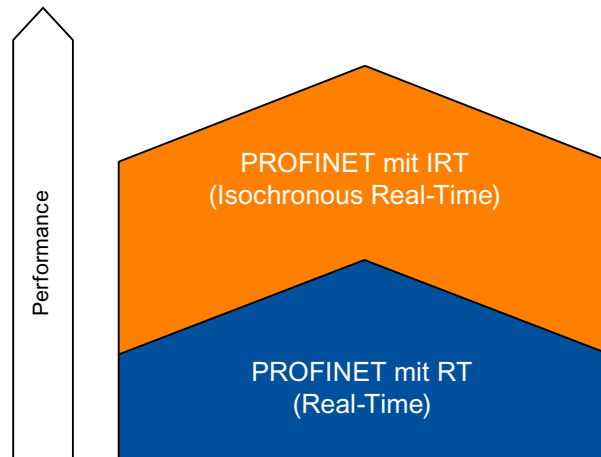 Performance
PROFINET mit IRT
(Isochronous Real-Time)
PROFINET mit RT
(Real-Time)